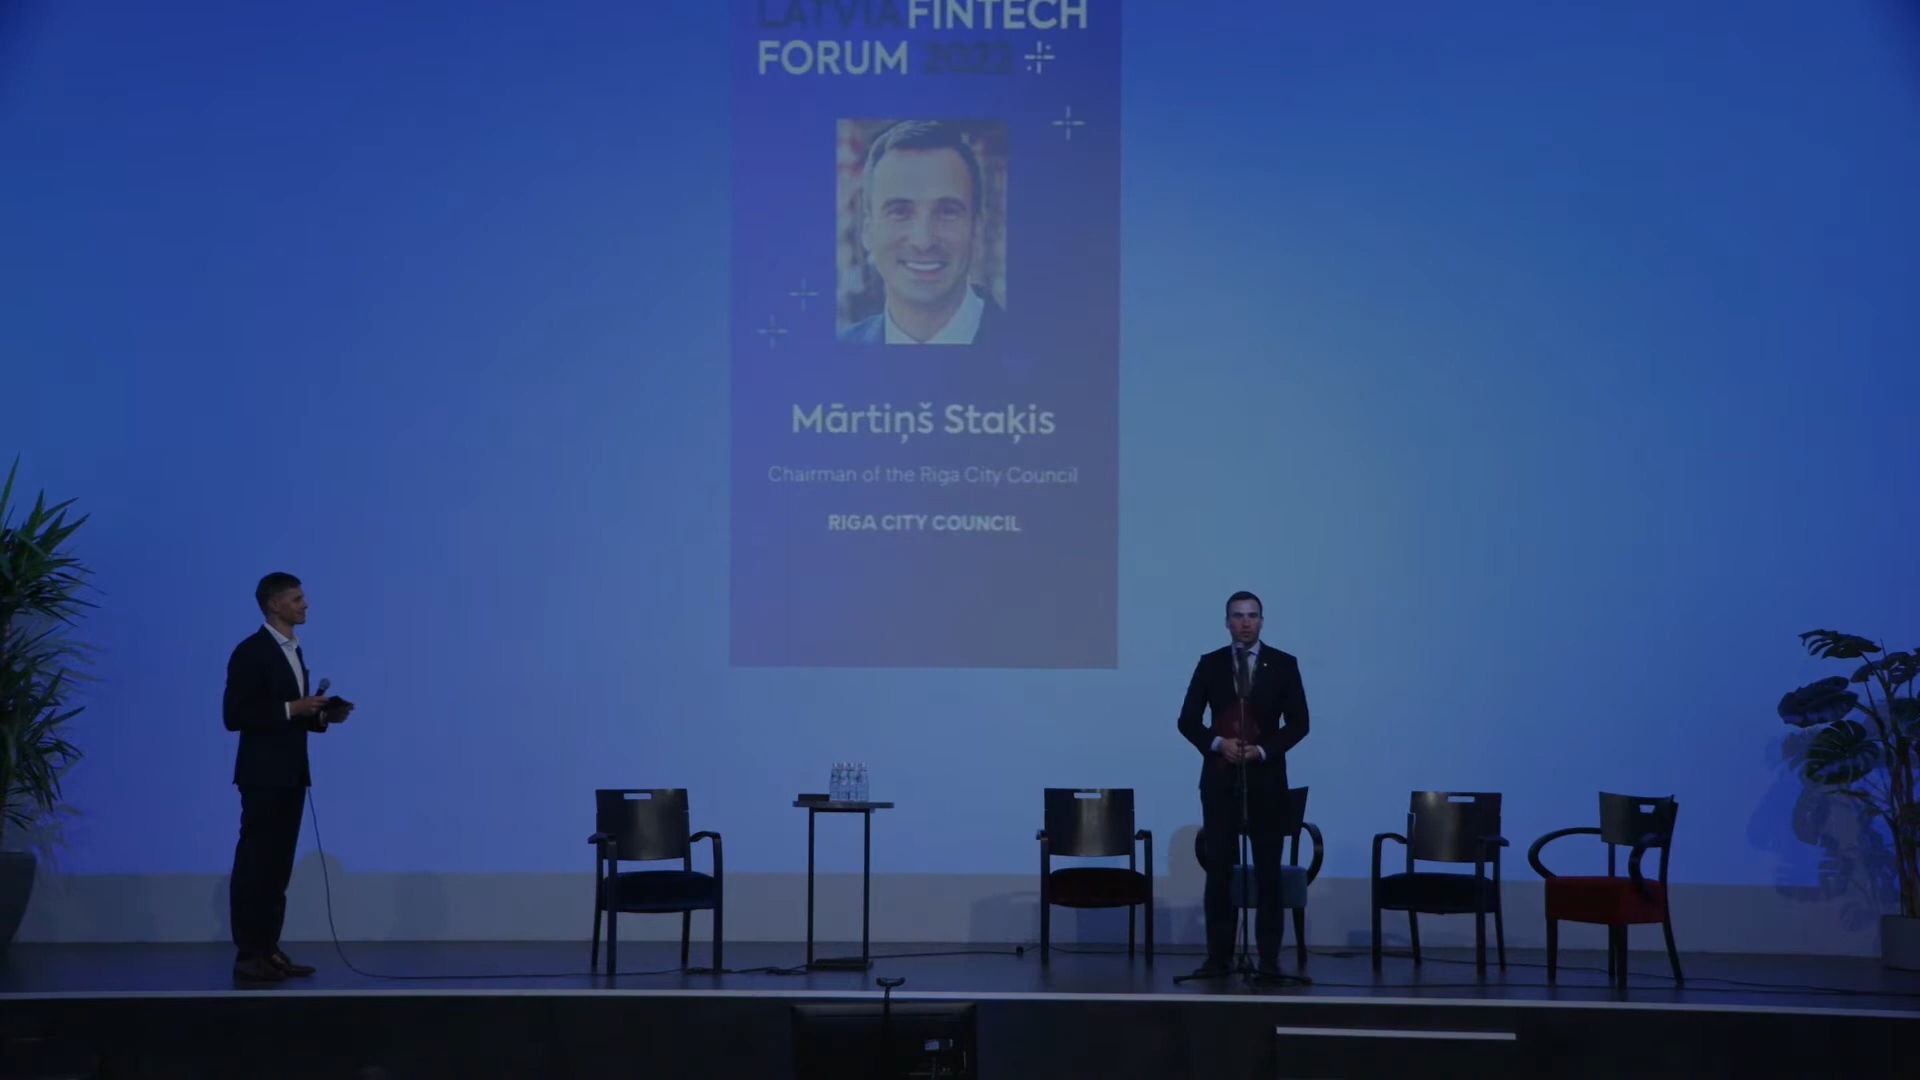 LATVIA FINTECH
FORUM 2022
Mārtiņš Staķis
Chairman of the Riga City Council
RIGA CITY COUNCIL